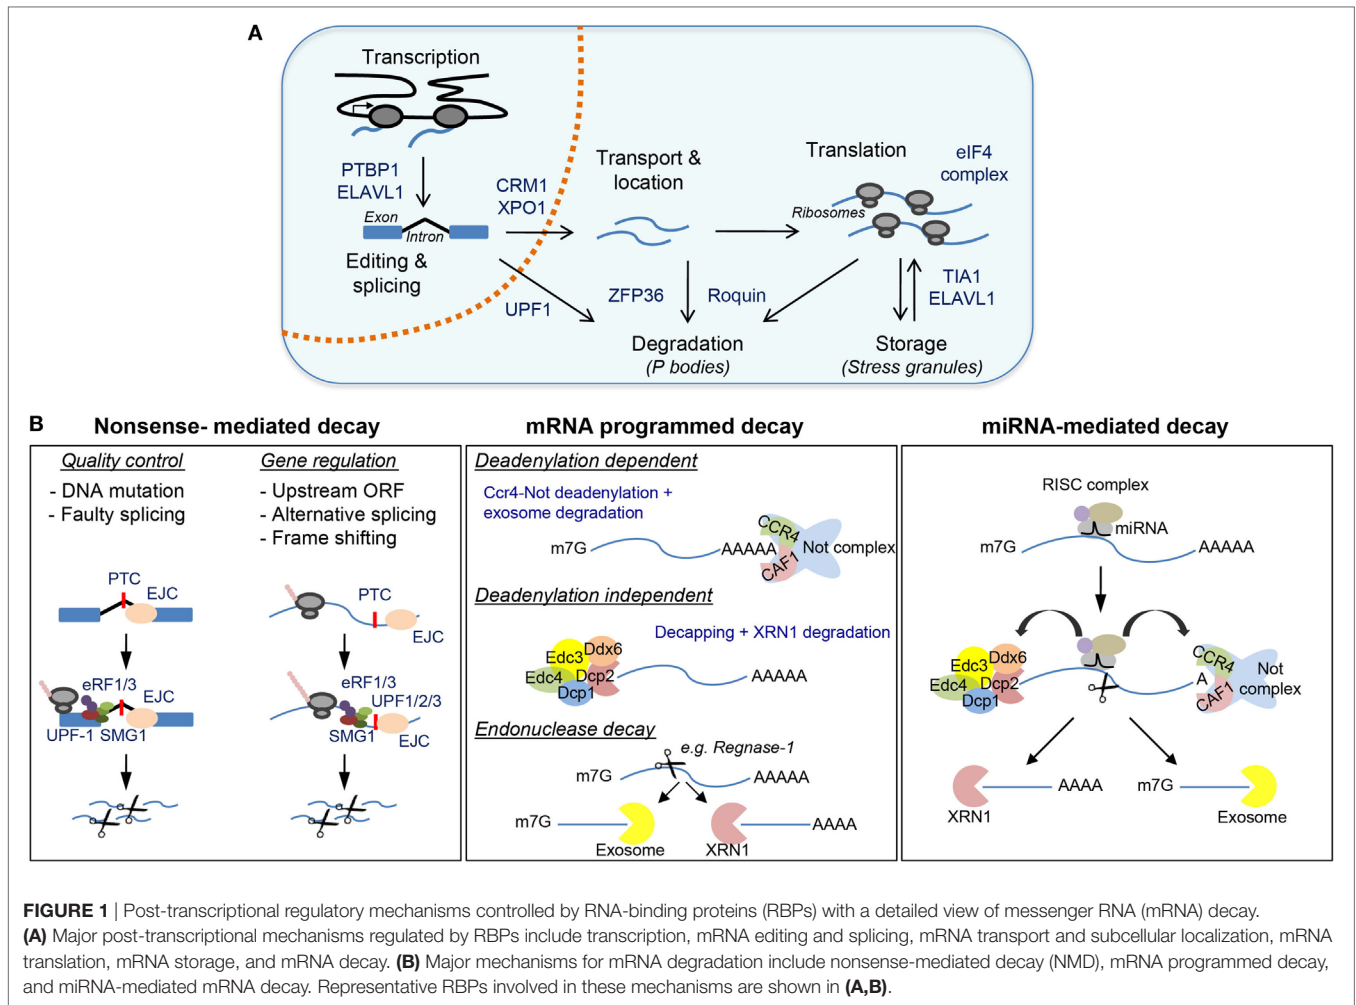 A
Transcription
PTBP1
ELAVL1
Exon
Intron
Editing &
splicing
CRM1
XPO1
UPF1
Transport &
location
ZFP36
Roquin
Degradation
(P bodies)
Translation
eIF4
complex
Ribosomes
TIA1
ELAVL1
Storage
(Stress granules)
B
Nonsense- mediated decay
Quality control
- DNA mutation
- Faulty splicing
PTC
EJC
eRF1/3
EJC
UPF-1 SMG1
Gene regulation
- Upstream ORF
- Alternative splicing
- Frame shifting
PTC
EJC
eRF1/3
UPF1/2/3
SMG1
EJC
mRNA programmed decay
Deadenylation dependent
Ccr4-Not deadenylation +
exosome degradation
m7G
AAAAA
CCR4
CAF1
Not complex
Deadenylation independent
Decapping + XRN1 degradation
Edc3
Ddx6
Edc4
Dcp2
Dcp1
AAAAA
Endonuclease decay
e.g. Regnase-1
m7G
AAAAA
m7G
Exosome
XRN1
AAAA
miRNA-mediated decay
RISC complex
miRNA
m7G
AAAAA
Edc3
Ddx6
Edc4
Dcp2
Dcp1
CCR4
A
CAF1
Not
complex
XRN1
AAAA
m7G
Exosome
FIGURE 1 | Post-transcriptional regulatory mechanisms controlled by RNA-binding proteins (RBPs) with a detailed view of messenger RNA (mRNA) decay.
(A) Major post-transcriptional mechanisms regulated by RBPs include transcription, mRNA editing and splicing, mRNA transport and subcellular localization, mRNA
translation, mRNA storage, and mRNA decay. (B) Major mechanisms for mRNA degradation include nonsense-mediated decay (NMD), mRNA programmed decay,
and miRNA-mediated mRNA decay. Representative RBPs involved in these mechanisms are shown in (A,B).